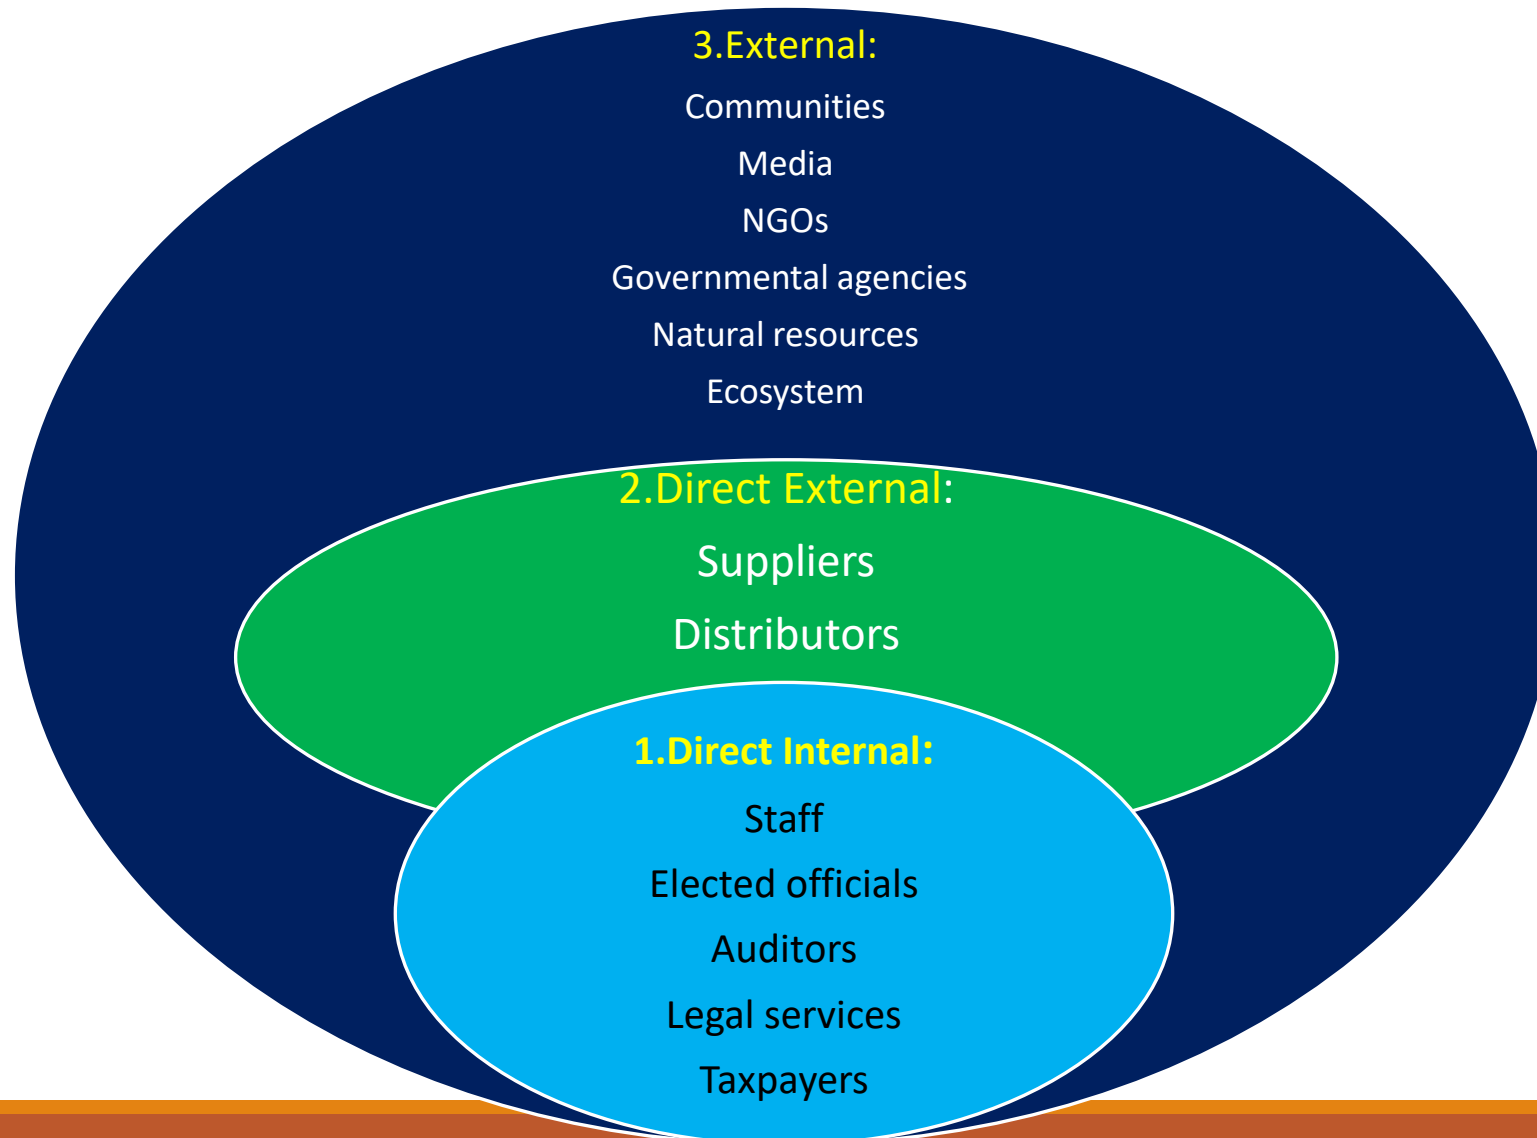 3.External:
Communities
Media
NGOs
Governmental agencies
Natural resources
Ecosystem
2.Direct External:
Suppliers
Distributors
1.Direct Internal:
Staff
Elected officials
Auditors
Legal services
Taxpayers